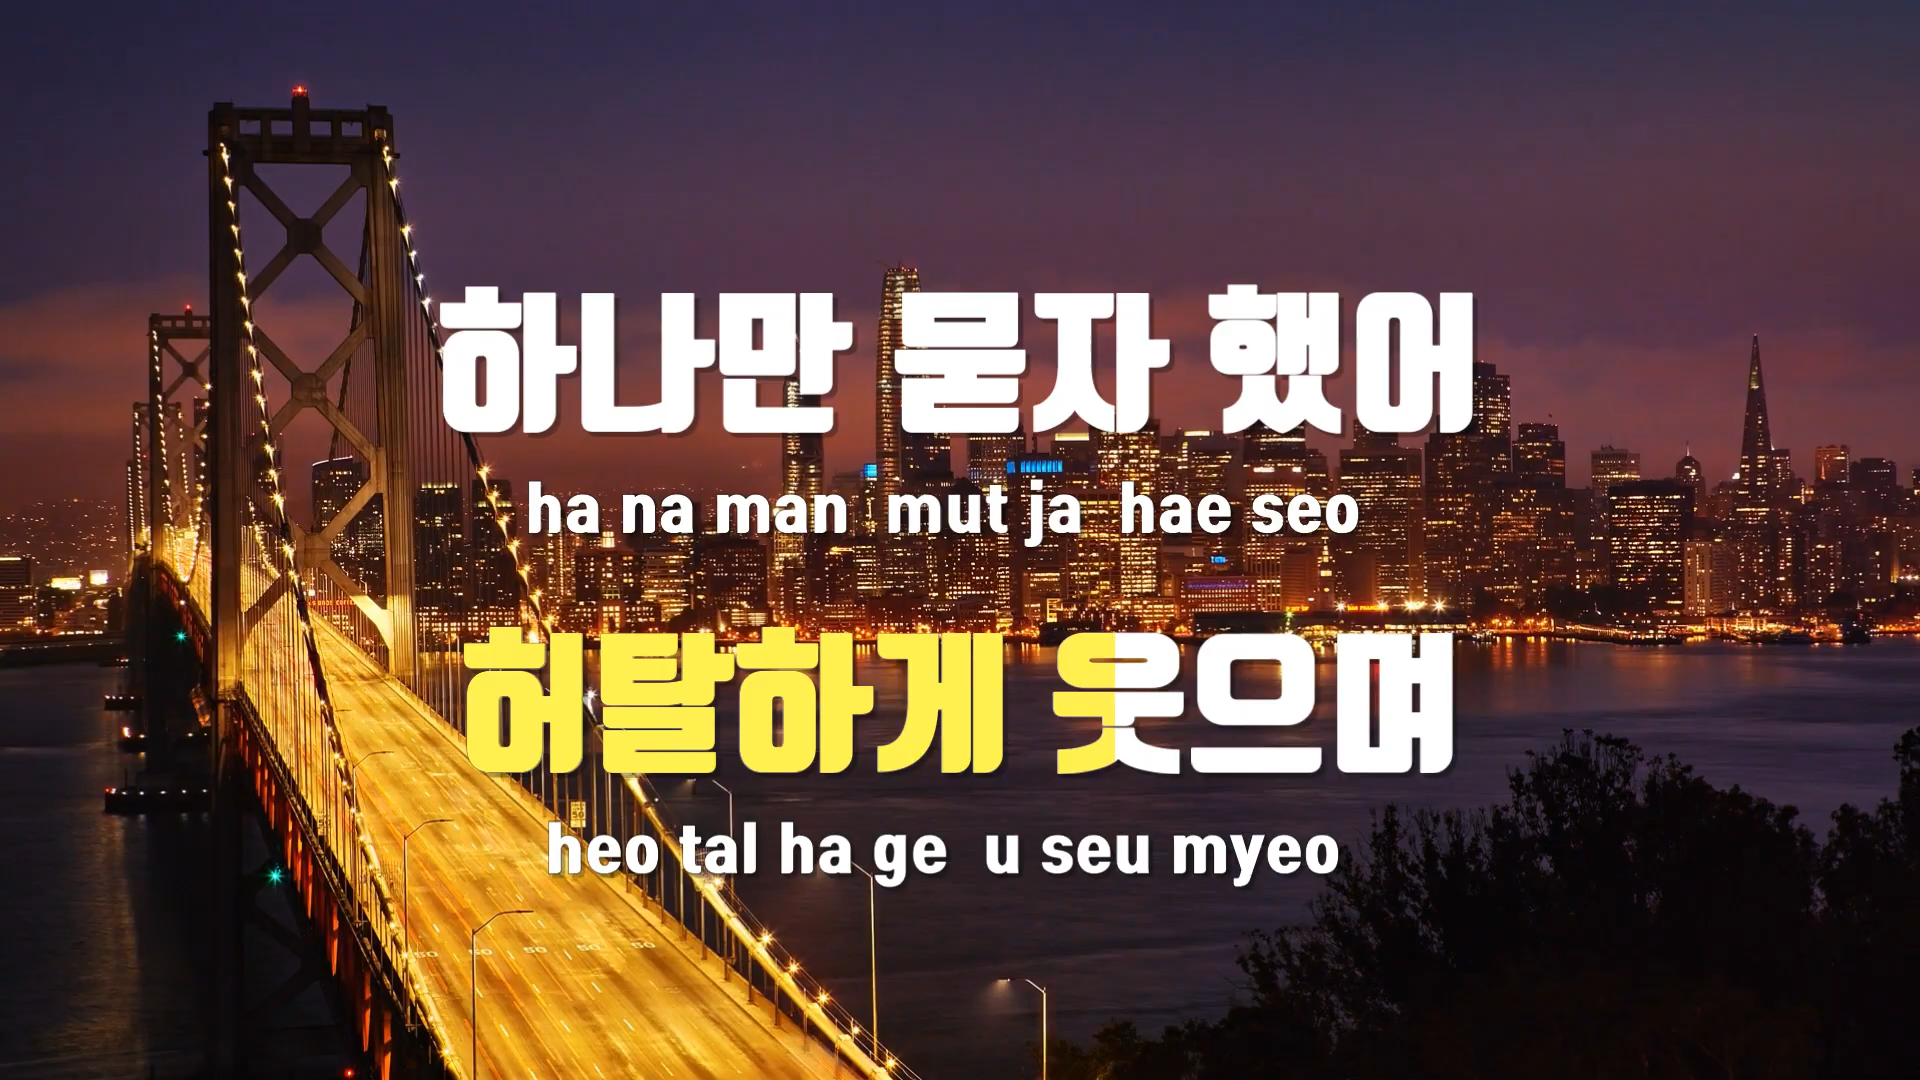 하나만 묻자 했어
ha na man mut ja hae seo
허탈하게 웃으며
heo tal ha ge u seu myeo